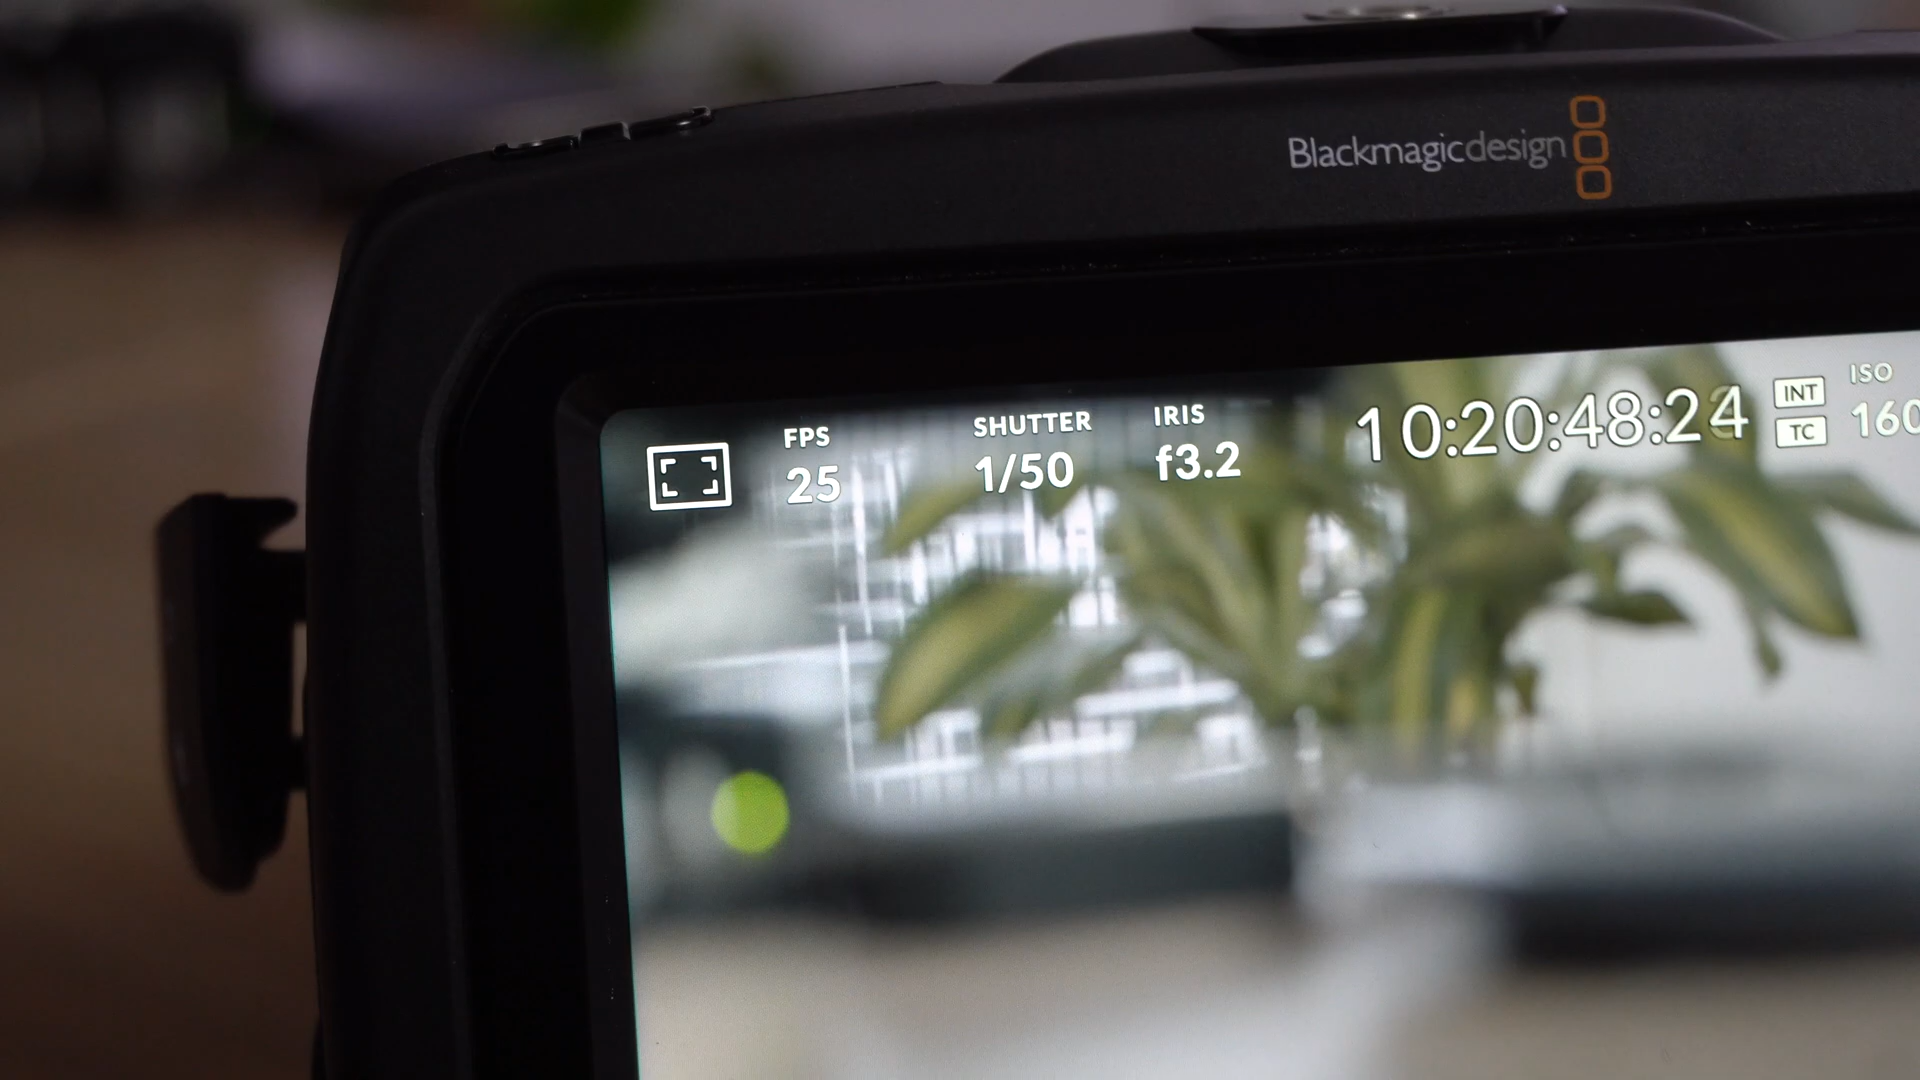 Blackmagicdesign
FPS
25
SHUTTER
1/50
IRIS
f3.2
10:20:48:24
INT
TC
ISO